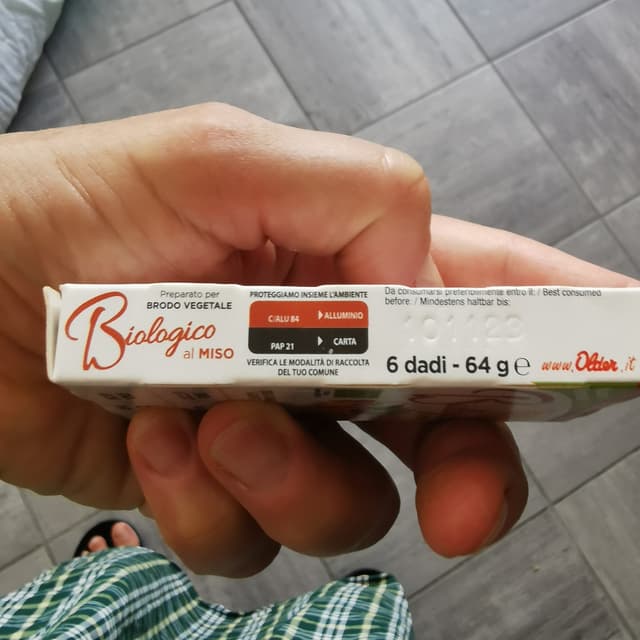 Preparato per
BRODO VEGETALE
Biologico
al MISO
PROTEGGIAMO INSIEME L'AMBIENTE
C/ALU 84 ALLUMINIO
PAP 21 CARTA
VERIFICA LE MODALITÀ DI RACCOLTA
DEL TUO COMUNE
Da consumarsi preferibilmente entro il: / Best consumed
before: / Mindestens haltbar bis:
101123
6 dadi - 64 g e
www.Olter.it